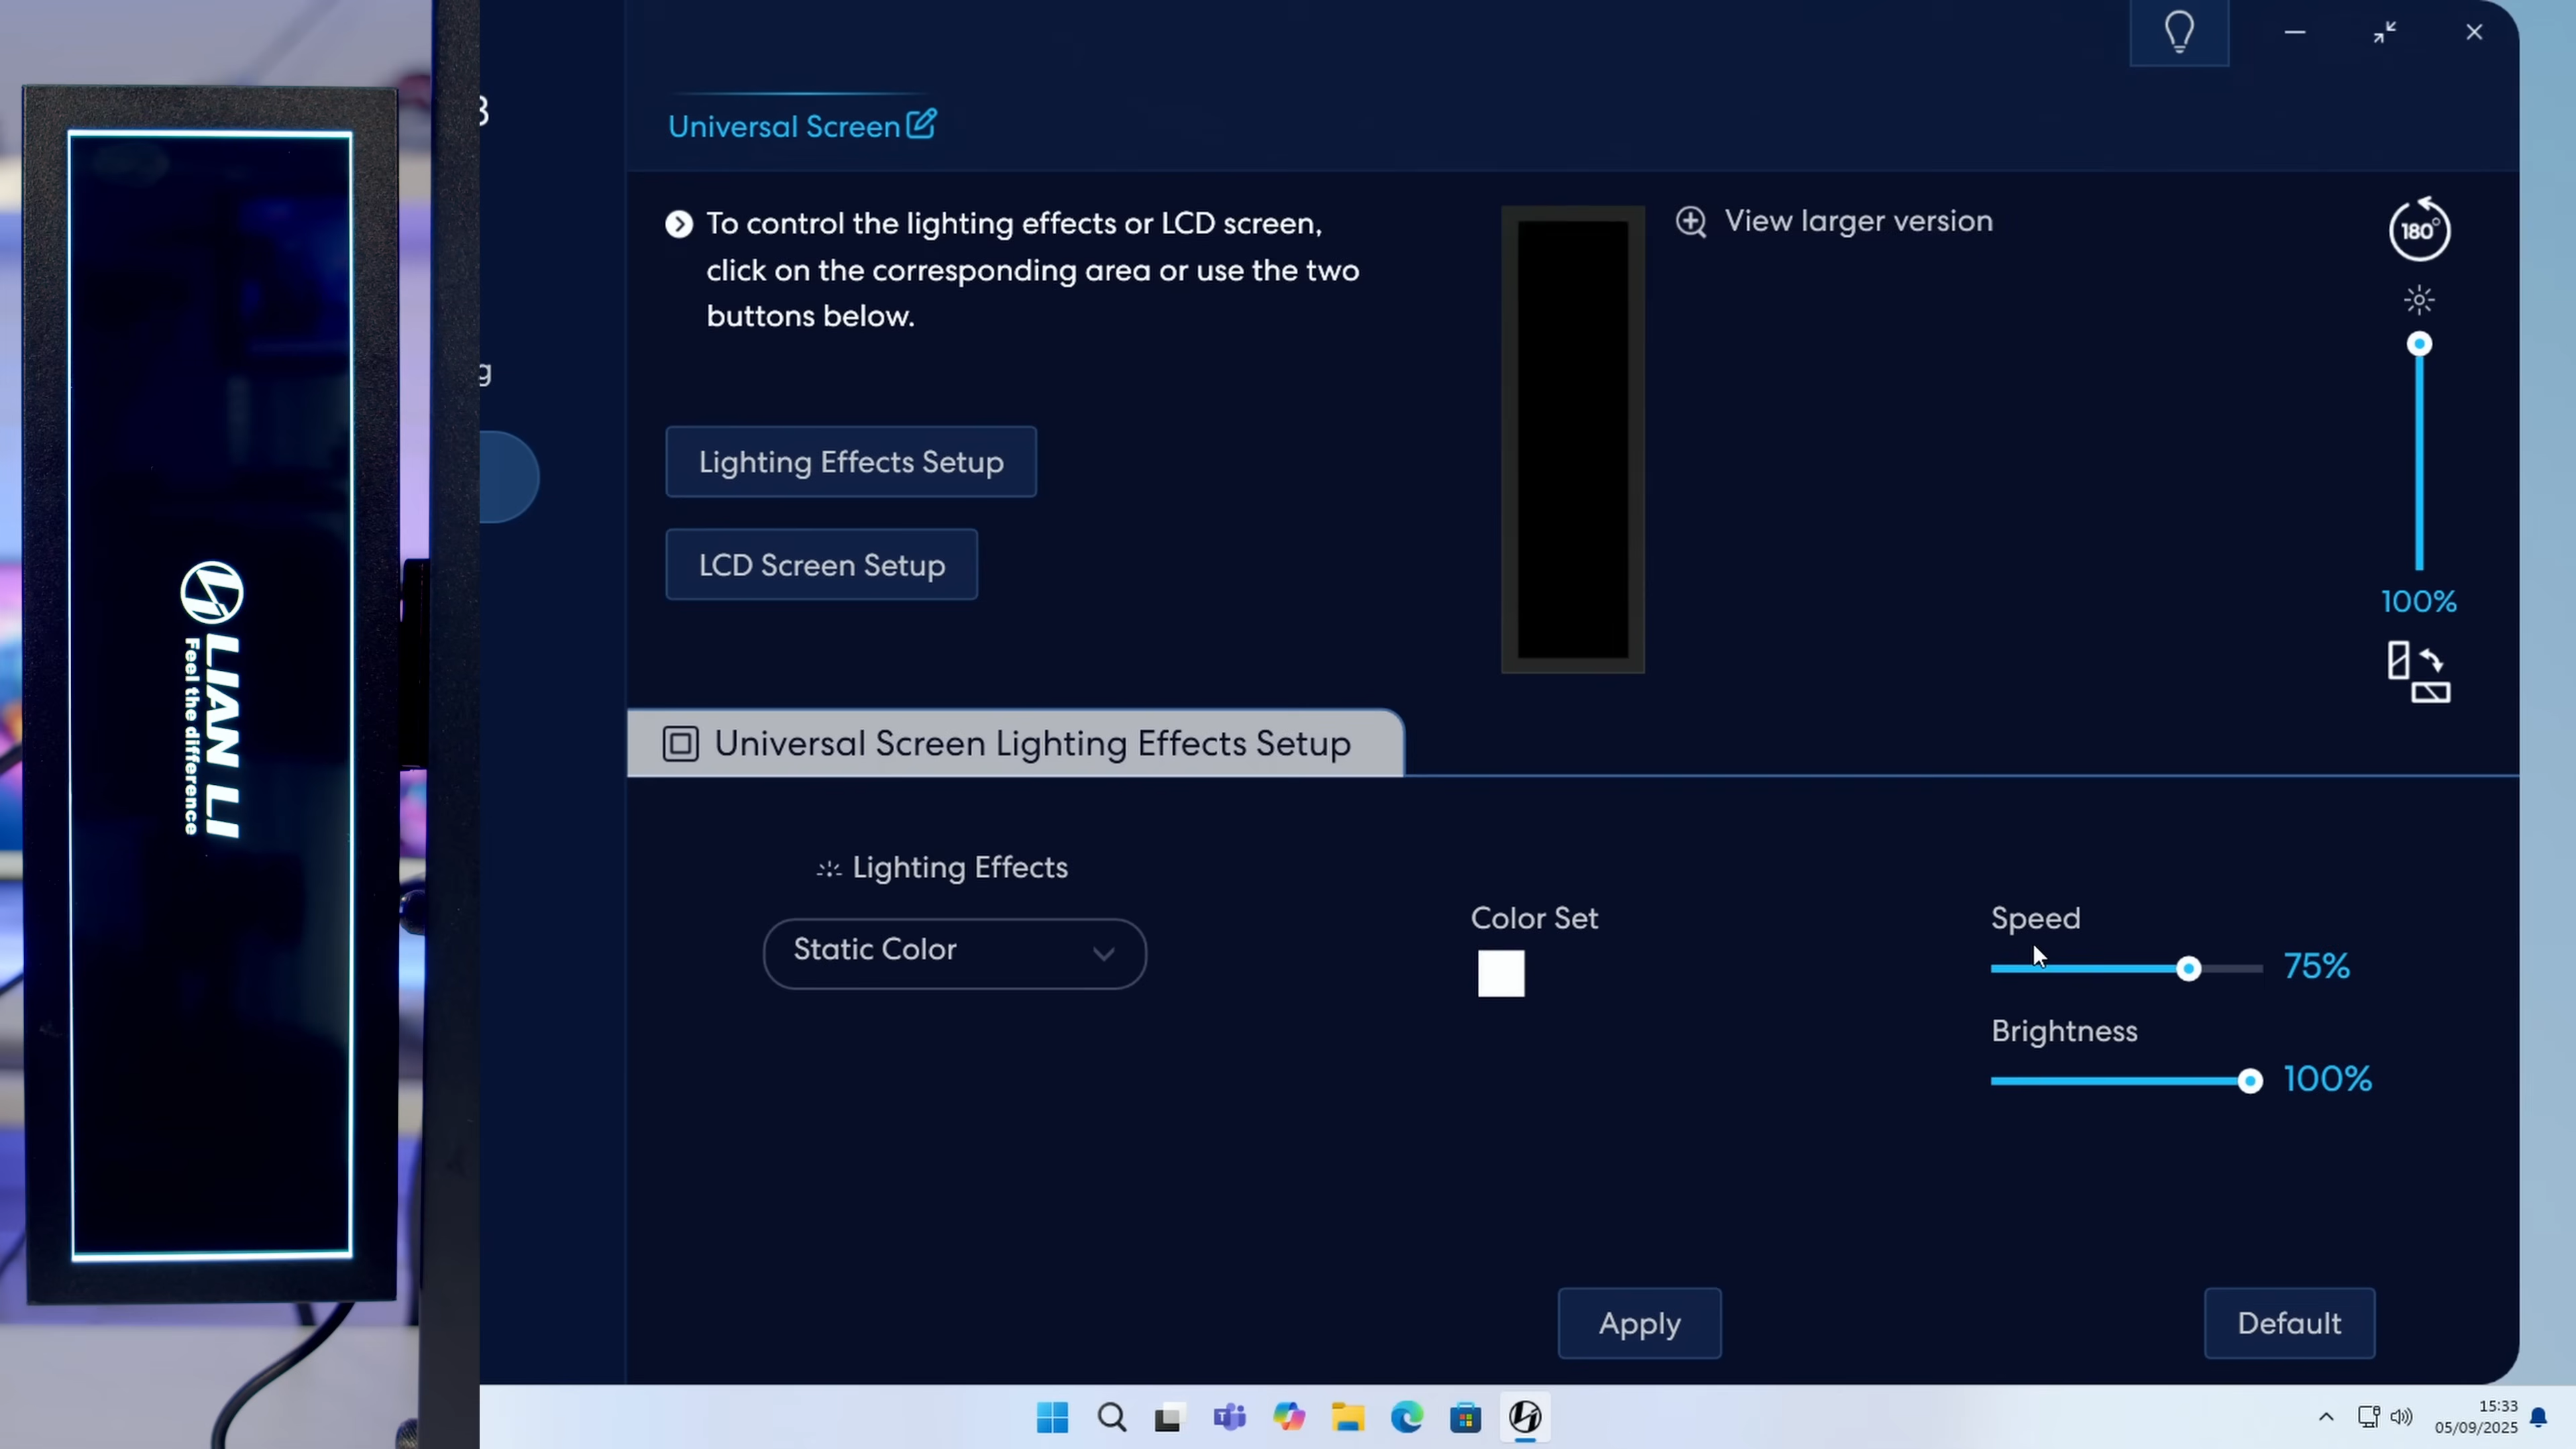 LIAN LI
Feel the difference
Universal Screen
To control the lighting effects or LCD screen,
click on the corresponding area or use the two
buttons below.
View larger version
180°
100%
Lighting Effects Setup
LCD Screen Setup
Universal Screen Lighting Effects Setup
Lighting Effects
Static Color
Color Set
Speed
75%
Brightness
100%
Apply
Default
15:33
05/09/2025